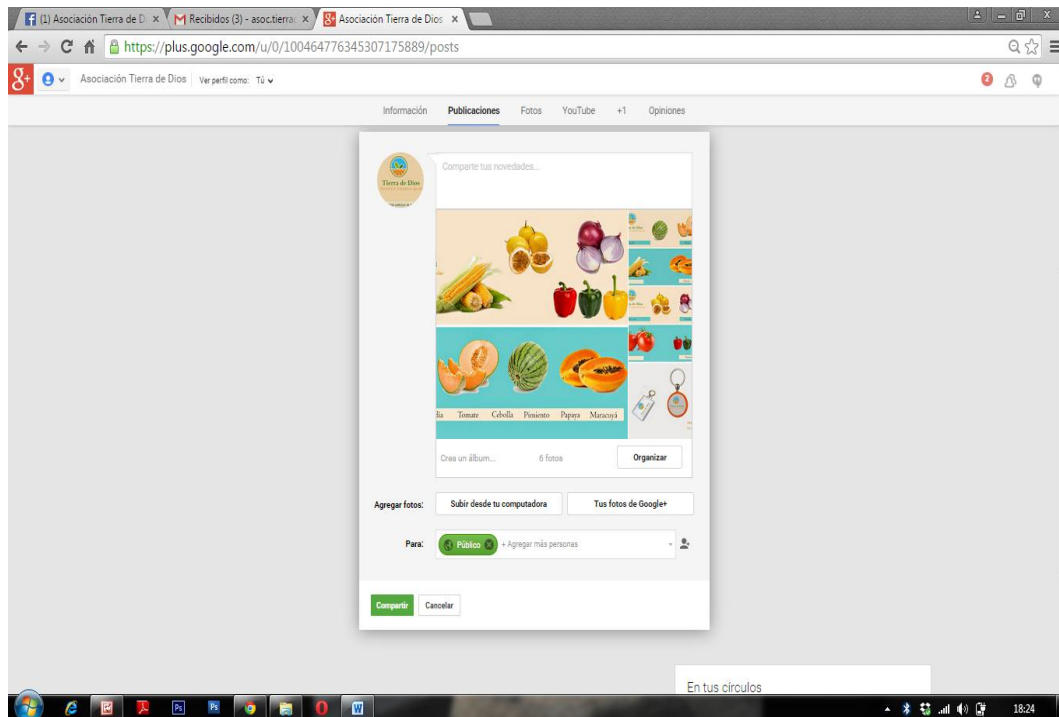 (1) Asociación Tierra de D
Recibidos (3) - asoc.tierra
Asociación Tierra de Dios
https://plus.google.com/u/0/100464776345307175889/posts
Asociación Tierra de Dios Ver perfil como: Tú
2
Información Publicaciones Fotos YouTube +1 Opiniones
Tierra de Dios
Comparte tus novedades...
Tomate Cebolla Pimiento Papaya Maracuyá
Crea un álbum... 6 fotos Organizar
Agregar fotos: Subir desde tu computadora Tus fotos de Google+
Para: Público + Agregar más personas
Compartir Cancelar
En tus círculos
18:24